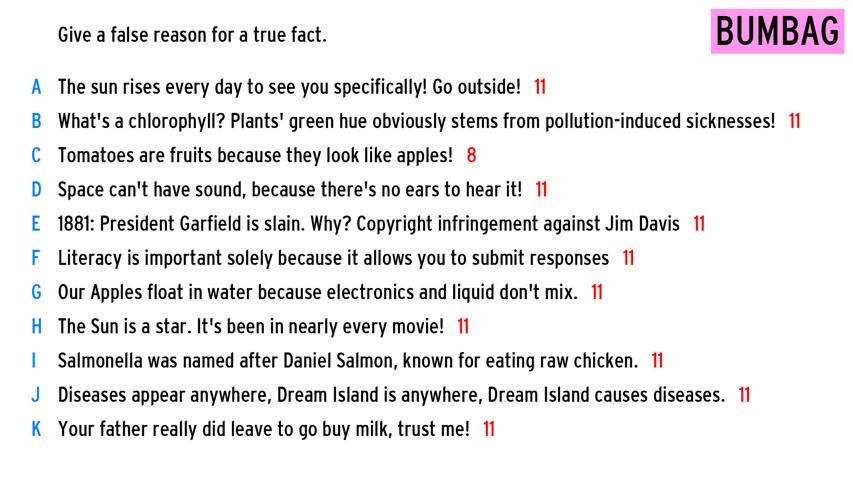 Give a false reason for a true fact.
BUMBAG
A The sun rises every day to see you specifically! Go outside! 11
B What's a chlorophyll? Plants' green hue obviously stems from pollution-induced sicknesses! 11
C Tomatoes are fruits because they look like apples! 8
D Space can't have sound, because there's no ears to hear it! 11
E 1881: President Garfield is slain. Why? Copyright infringement against Jim Davis 11
F Literacy is important solely because it allows you to submit responses 11
G Our Apples float in water because electronics and liquid don't mix. 11
H The Sun is a star. It's been in nearly every movie! 11
I Salmonella was named after Daniel Salmon, known for eating raw chicken. 11
J Diseases appear anywhere, Dream Island is anywhere, Dream Island causes diseases. 11
K Your father really did leave to go buy milk, trust me! 11